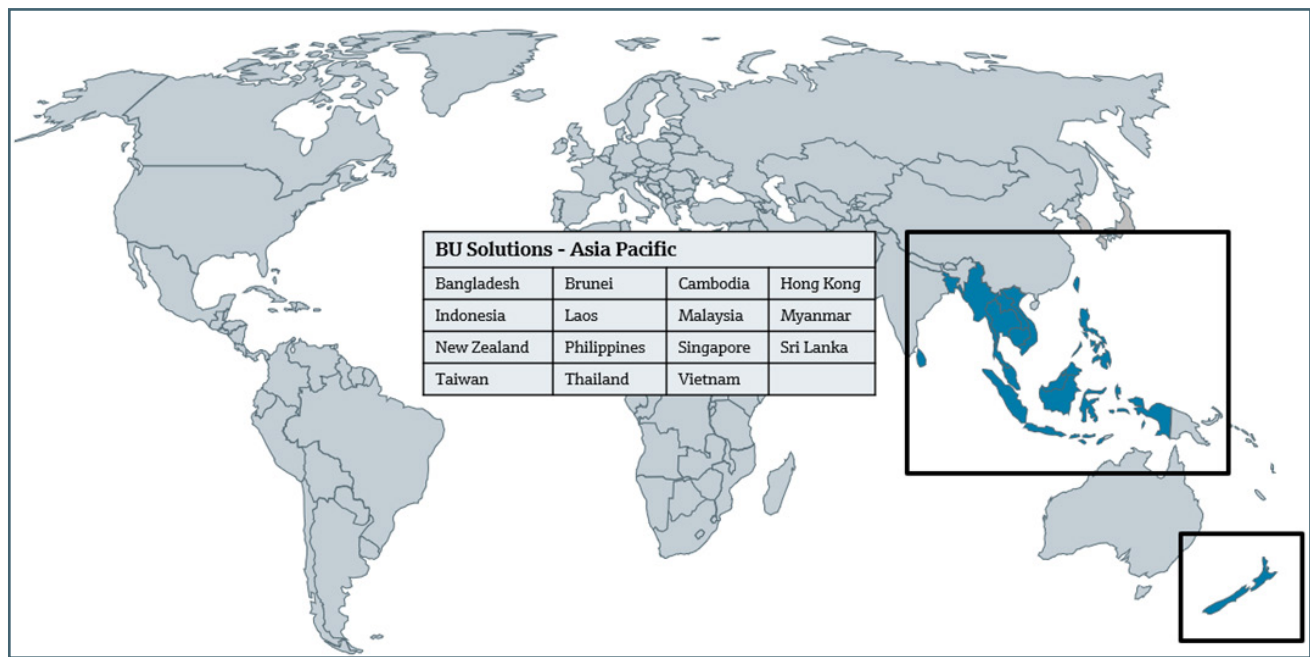 BU Solutions - Asia Pacific
Bangladesh Brunei Cambodia Hong Kong
Indonesia Laos Malaysia Myanmar
New Zealand Philippines Singapore Sri Lanka
Taiwan Thailand Vietnam